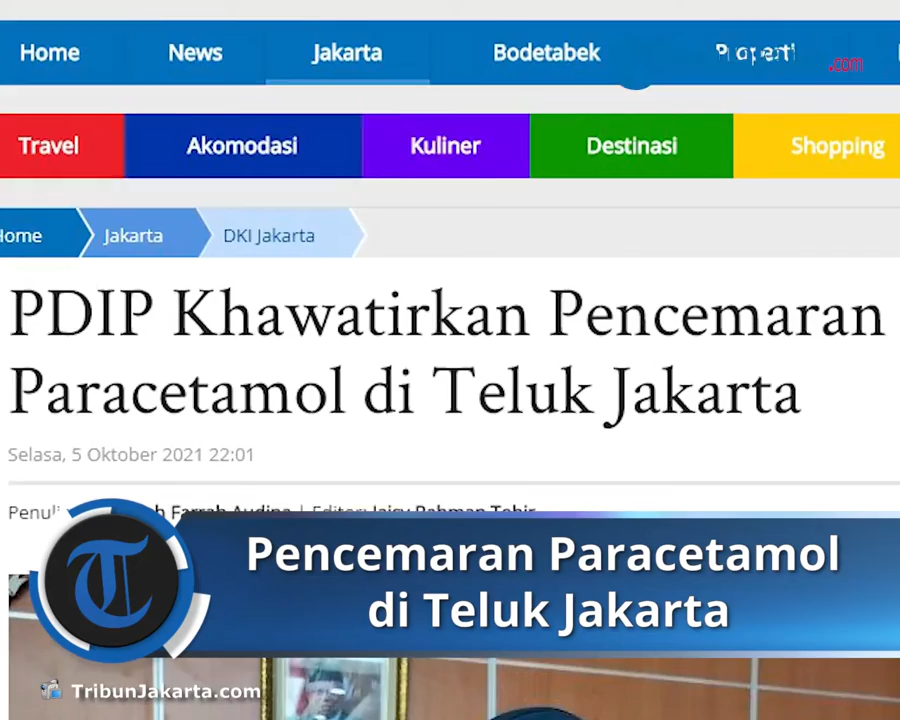 Home News Jakarta Bodetabek
.com
Travel Akomodasi Kuliner Destinasi Shopping
Home Jakarta DKI Jakarta
PDIP Khawatirkan Pencemaran
Paracetamol di Teluk Jakarta
Selasa, 5 Oktober 2021 22:01
Pencemaran Paracetamol
di Teluk Jakarta
T
TribunJakarta.com